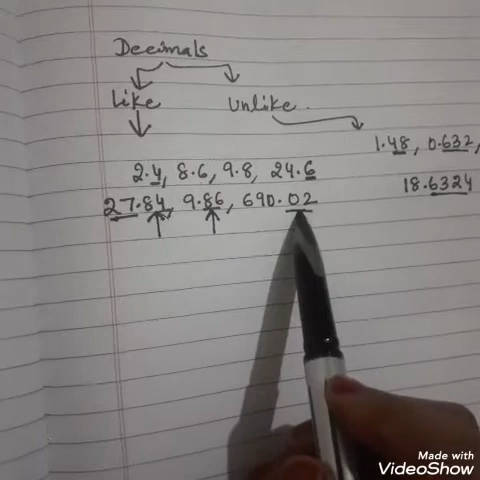 Decimals
Like Unlike.
1.48, 0.632,
2.4, 8.6, 9.8, 24.6
18.6324
27.84, 9.86, 690.02
Made with
VideoShow